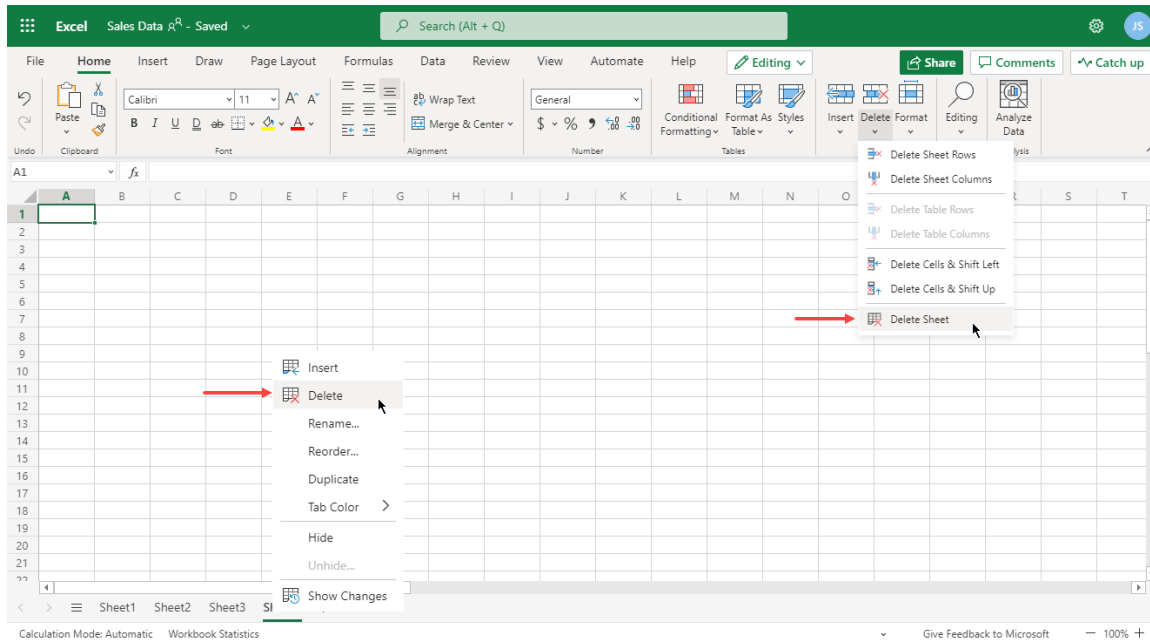 Excel Sales Data - Saved Search (Alt + Q) JS
File Home Insert Draw Page Layout Formulas Data Review View Automate Help Editing Share Comments Catch up
Calibri 11 A A Wrap Text General $ % 9
Paste B I U D ab A Merge & Center Conditional Formatting Format As Table Styles Insert Delete Format Editing Analyze Data
Undo Clipboard Font Alignment Number Tables
A1 fx
A B C D E F G H I J K L M N O S T
1
2
3
4
5
6
7
8
9
10
11
12
13
14
15
16
17
18
19
20
21
22
Delete Sheet Rows
Delete Sheet Columns
Delete Table Rows
Delete Table Columns
Delete Cells & Shift Left
Delete Cells & Shift Up
Delete Sheet
Insert
Delete
Rename...
Reorder...
Duplicate
Tab Color
Hide
Unhide...
Show Changes
Sheet1 Sheet2 Sheet3
Calculation Mode: Automatic Workbook Statistics Give Feedback to Microsoft 100%